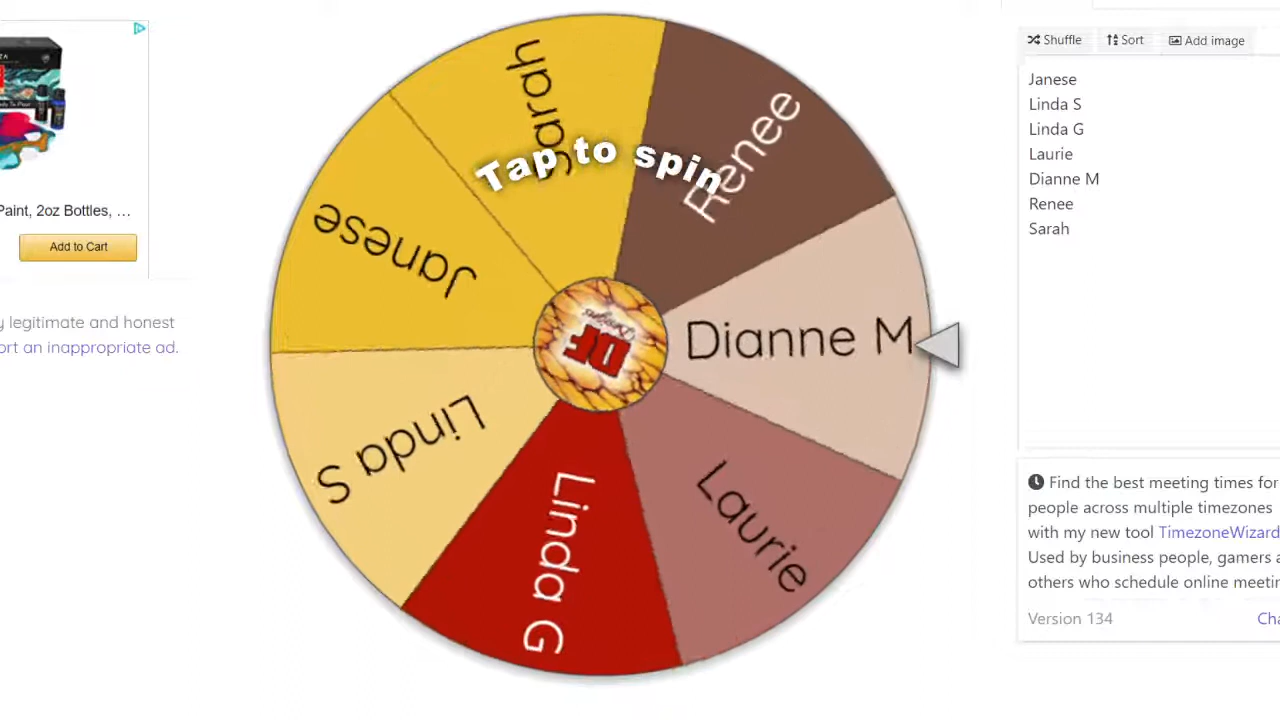 Paint, 2oz Bottles, …
Add to Cart
y legitimate and honest
ort an inappropriate ad.
Tap to spin
Sarah
Renee
Janese
Dianne M
Linda S
Laurie
Linda G
DF
Designs
Shuffle
Sort
Add image
Janese
Linda S
Linda G
Laurie
Dianne M
Renee
Sarah
Find the best meeting times for
people across multiple timezones
with my new tool TimezoneWizard
Used by business people, gamers a
others who schedule online meetin
Version 134
Cha